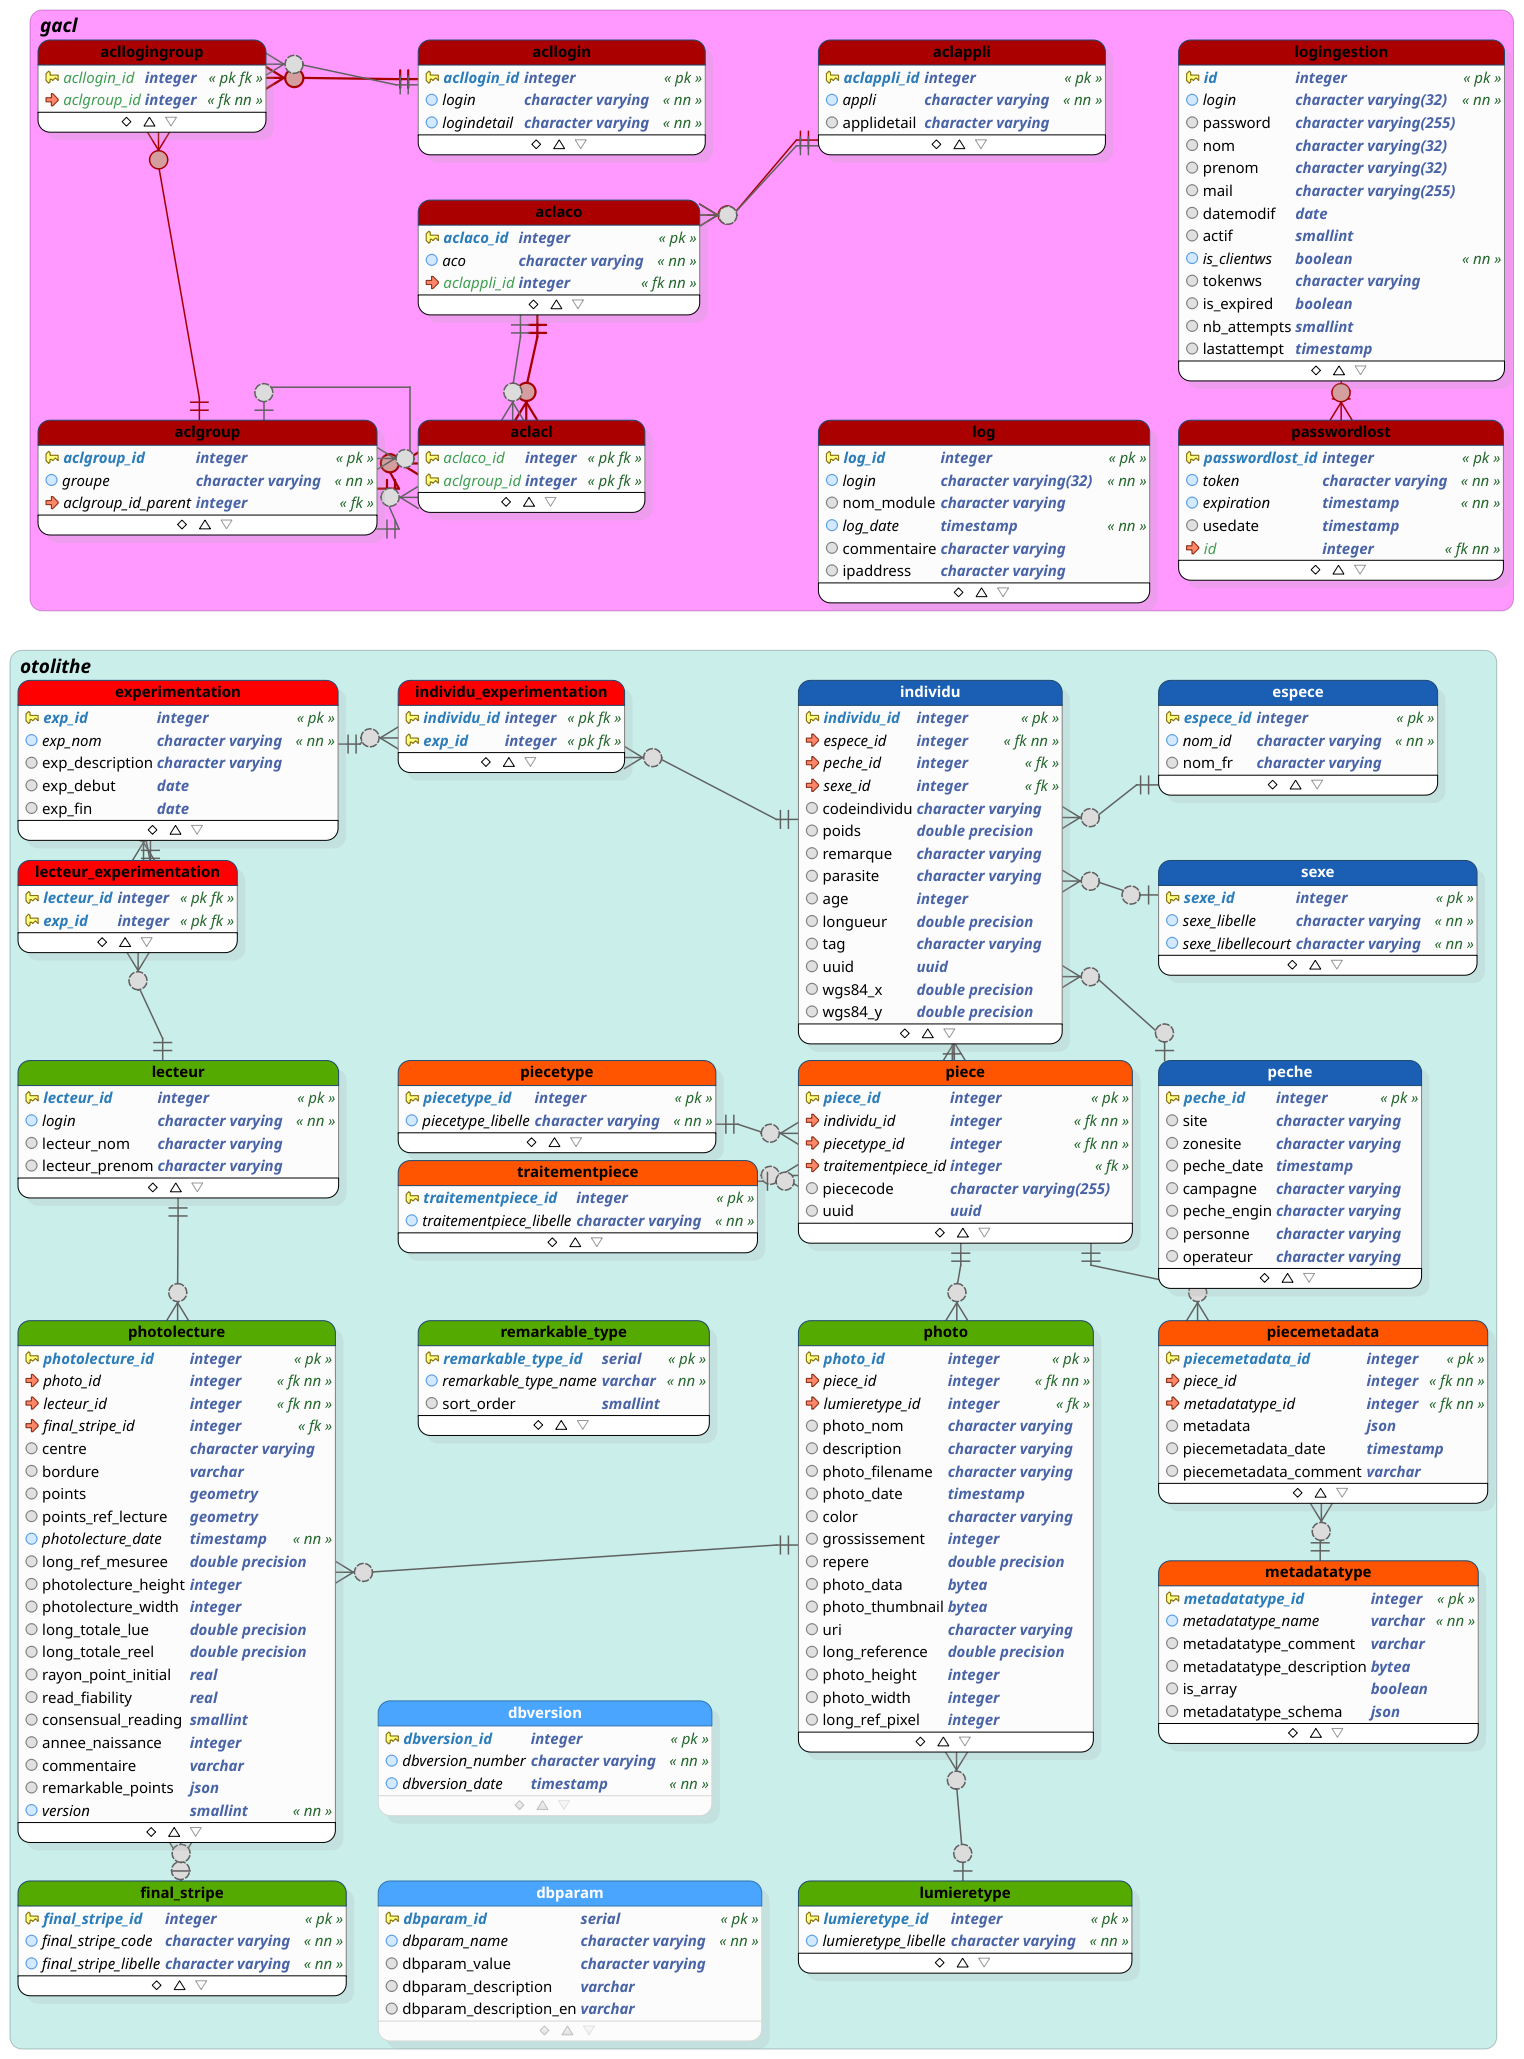 gacl
acllogingroup
acllogin_id integer « pk fk »
aclgroup_id integer « fk nn »
acllogin
acllogin_id integer « pk »
login character varying « nn »
logindetail character varying « nn »
aclappli
aclappli_id integer « pk »
appli character varying « nn »
applidetail character varying
logingestion
id integer « pk »
login character varying(32) « nn »
password character varying(255)
nom character varying(32)
prenom character varying(32)
mail character varying(255)
datemodif date
actif smallint
is_clientws boolean « nn »
tokenws character varying
is_expired boolean
nb_attempts smallint
lastattempt timestamp
aclaco
aclaco_id integer « pk »
aco character varying « nn »
aclappli_id integer « fk nn »
aclgroup
aclgroup_id integer « pk »
groupe character varying « nn »
aclgroup_id_parent integer « fk »
aclacl
aclaco_id integer « pk fk »
aclgroup_id integer « pk fk »
log
log_id integer « pk »
login character varying(32) « nn »
nom_module character varying
log_date timestamp « nn »
commentaire character varying
ipaddress character varying
passwordlost
passwordlost_id integer « pk »
token character varying « nn »
expiration timestamp « nn »
usedate timestamp
id integer « fk nn »
otolithe
experimentation
exp_id integer « pk »
exp_nom character varying « nn »
exp_description character varying
exp_debut date
exp_fin date
individu_experimentation
individu_id integer « pk fk »
exp_id integer « pk fk »
individu
individu_id integer « pk »
espece_id integer « fk nn »
peche_id integer « fk »
sexe_id integer « fk »
codeindividu character varying
poids double precision
remarque character varying
parasite character varying
age integer
longueur double precision
tag character varying
uuid uuid
wgs84_x double precision
wgs84_y double precision
espece
espece_id integer « pk »
nom_id character varying « nn »
nom_fr character varying
lecteur_experimentation
lecteur_id integer « pk fk »
exp_id integer « pk fk »
sexe
sexe_id integer « pk »
sexe_libelle character varying « nn »
sexe_libellecourt character varying « nn »
lecteur
lecteur_id integer « pk »
login character varying « nn »
lecteur_nom character varying
lecteur_prenom character varying
piecetype
piecetype_id integer « pk »
piecetype_libelle character varying « nn »
traitementpiece
traitementpiece_id integer « pk »
traitementpiece_libelle character varying « nn »
piece
piece_id integer « pk »
individu_id integer « fk nn »
piecetype_id integer « fk nn »
traitementpiece_id integer « fk »
piececode character varying(255)
uuid uuid
peche
peche_id integer « pk »
site character varying
zonesite character varying
peche_date timestamp
campagne character varying
peche_engin character varying
personne character varying
operateur character varying
photolecture
photolecture_id integer « pk »
photo_id integer « fk nn »
lecteur_id integer « fk nn »
final_stripe_id integer « fk »
centre character varying
bordure varchar
points geometry
points_ref_lecture geometry
photolecture_date timestamp « nn »
long_ref_mesuree double precision
photolecture_height integer
photolecture_width integer
long_totale_lue double precision
long_totale_reel double precision
rayon_point_initial real
read_fiability real
consensual_reading smallint
annee_naissance integer
commentaire varchar
remarkable_points json
version smallint « nn »
remarkable_type
remarkable_type_id serial « pk »
remarkable_type_name varchar « nn »
sort_order smallint
photo
photo_id integer « pk »
piece_id integer « fk nn »
lumieretype_id integer « fk »
photo_nom character varying
description character varying
photo_filename character varying
photo_date timestamp
color character varying
grossissement integer
repere double precision
photo_data bytea
photo_thumbnail bytea
uri character varying
long_reference double precision
photo_height integer
photo_width integer
long_ref_pixel integer
piecemetadata
piecemetadata_id integer « pk »
piece_id integer « fk nn »
metadatatype_id integer « fk nn »
metadata json
piecemetadata_date timestamp
piecemetadata_comment varchar
metadatatype
metadatatype_id integer « pk »
metadatatype_name varchar « nn »
metadatatype_comment varchar
metadatatype_description bytea
is_array boolean
metadatatype_schema json
dbversion
dbversion_id integer « pk »
dbversion_number character varying « nn »
dbversion_date timestamp « nn »
final_stripe
final_stripe_id integer « pk »
final_stripe_code character varying « nn »
final_stripe_libelle character varying « nn »
dbparam
dbparam_id serial « pk »
dbparam_name character varying « nn »
dbparam_value character varying
dbparam_description varchar
dbparam_description_en varchar
lumieretype
lumieretype_id integer « pk »
lumieretype_libelle character varying « nn »